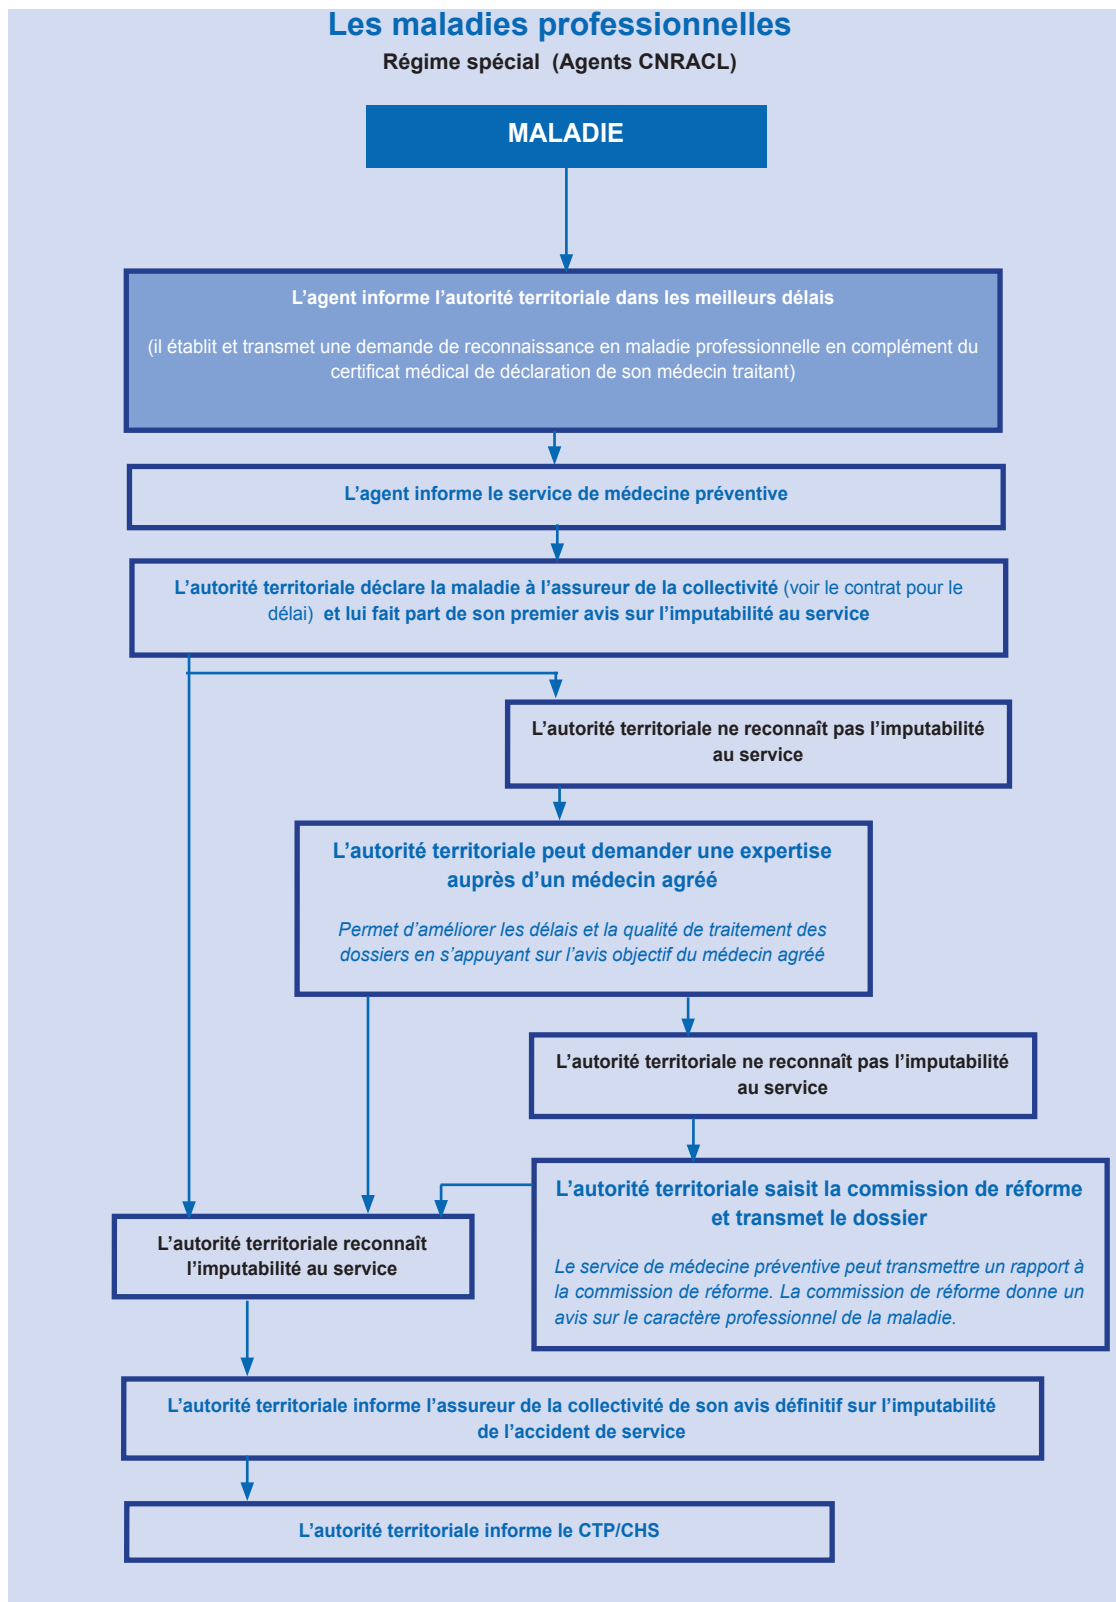 Les maladies professionnelles
Régime spécial (Agents CNRACL)
MALADIE
L’agent informe l’autorité territoriale dans les meilleurs délais
(il établit et transmet une demande de reconnaissance en maladie professionnelle en complément du
certificat médical de déclaration de son médecin traitant)
L’agent informe le service de médecine préventive
L’autorité territoriale déclare la maladie à l’assureur de la collectivité (voir le contrat pour le
délai) et lui fait part de son premier avis sur l’imputabilité au service
L’autorité territoriale ne reconnaît pas l’imputabilité
au service
L’autorité territoriale peut demander une expertise
auprès d’un médecin agréé
Permet d’améliorer les délais et la qualité de traitement des
dossiers en s’appuyant sur l’avis objectif du médecin agréé
L’autorité territoriale ne reconnaît pas l’imputabilité
au service
L’autorité territoriale saisit la commission de réforme
et transmet le dossier
Le service de médecine préventive peut transmettre un rapport à
la commission de réforme. La commission de réforme donne un
avis sur le caractère professionnel de la maladie.
L’autorité territoriale reconnaît
l’imputabilité au service
L’autorité territoriale informe l’assureur de la collectivité de son avis définitif sur l’imputabilité
de l’accident de service
L’autorité territoriale informe le CTP/CHS